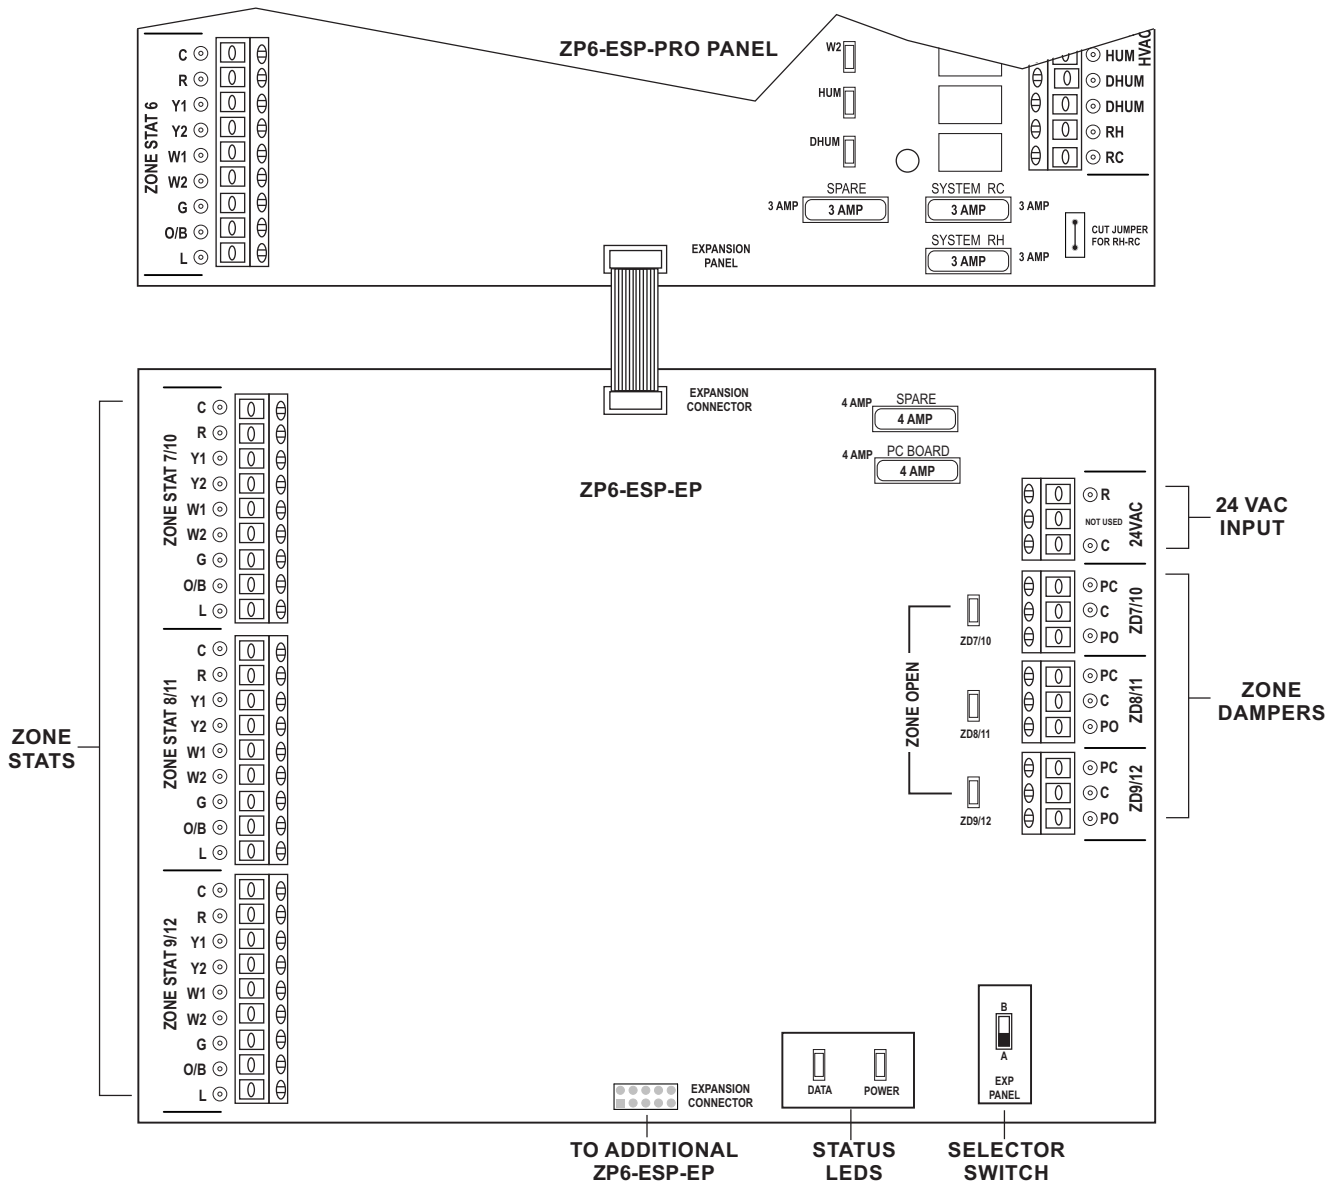 ZP6-ESP-PRO PANEL
ZONE STAT 6
C
R
Y1
Y2
W1
W2
G
O/B
L
W2
HUM
DHUM
HVAC
HUM
DHUM
DHUM
RH
RC
SPARE
3 AMP
3 AMP
SYSTEM RC
3 AMP
3 AMP
SYSTEM RH
3 AMP
3 AMP
CUT JUMPER
FOR RH-RC
EXPANSION
PANEL
EXPANSION
CONNECTOR
ZP6-ESP-EP
SPARE
4 AMP
4 AMP
PC BOARD
4 AMP
4 AMP
ZONE
STATS
ZONE STAT 7/10
C
R
Y1
Y2
W1
W2
G
O/B
L
ZONE STAT 8/11
C
R
Y1
Y2
W1
W2
G
O/B
L
ZONE STAT 9/12
C
R
Y1
Y2
W1
W2
G
O/B
L
R
NOT USED
C
24VAC
24 VAC
INPUT
ZONE OPEN
ZD7/10
ZD8/11
ZD9/12
PC
C
PO
ZD7/10
PC
C
PO
ZD8/11
PC
C
PO
ZD9/12
ZONE
DAMPERS
EXPANSION
CONNECTOR
DATA
POWER
B
A
EXP
PANEL
TO ADDITIONAL
ZP6-ESP-EP
STATUS
LEDS
SELECTOR
SWITCH